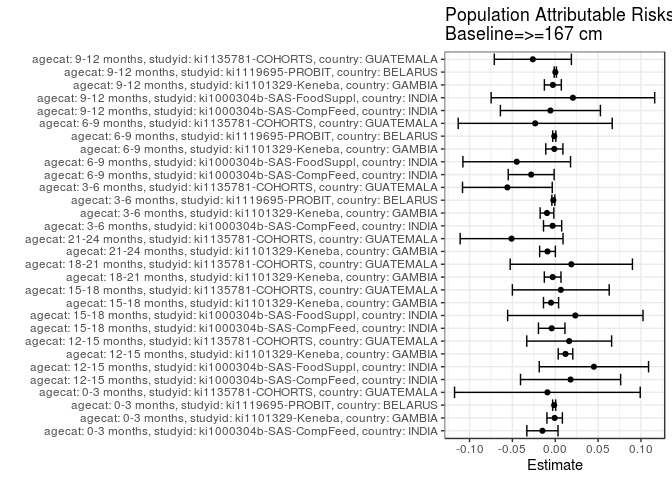 Population Attributable Risks
Baseline=>=167 cm
agecat: 9-12 months, studyid: ki1135781-COHORTS, country: GUATEMALA
agecat: 9-12 months, studyid: ki1119695-PROBIT, country: BELARUS
agecat: 9-12 months, studyid: ki1101329-Keneba, country: GAMBIA
agecat: 9-12 months, studyid: ki1000304b-SAS-FoodSuppl, country: INDIA
agecat: 9-12 months, studyid: ki1000304b-SAS-CompFeed, country: INDIA
agecat: 6-9 months, studyid: ki1135781-COHORTS, country: GUATEMALA
agecat: 6-9 months, studyid: ki1119695-PROBIT, country: BELARUS
agecat: 6-9 months, studyid: ki1101329-Keneba, country: GAMBIA
agecat: 6-9 months, studyid: ki1000304b-SAS-FoodSuppl, country: INDIA
agecat: 6-9 months, studyid: ki1000304b-SAS-CompFeed, country: INDIA
agecat: 3-6 months, studyid: ki1135781-COHORTS, country: GUATEMALA
agecat: 3-6 months, studyid: ki1119695-PROBIT, country: BELARUS
agecat: 3-6 months, studyid: ki1101329-Keneba, country: GAMBIA
agecat: 3-6 months, studyid: ki1000304b-SAS-CompFeed, country: INDIA
agecat: 21-24 months, studyid: ki1135781-COHORTS, country: GUATEMALA
agecat: 21-24 months, studyid: ki1101329-Keneba, country: GAMBIA
agecat: 18-21 months, studyid: ki1135781-COHORTS, country: GUATEMALA
agecat: 18-21 months, studyid: ki1101329-Keneba, country: GAMBIA
agecat: 15-18 months, studyid: ki1135781-COHORTS, country: GUATEMALA
agecat: 15-18 months, studyid: ki1101329-Keneba, country: GAMBIA
agecat: 15-18 months, studyid: ki1000304b-SAS-FoodSuppl, country: INDIA
agecat: 15-18 months, studyid: ki1000304b-SAS-CompFeed, country: INDIA
agecat: 12-15 months, studyid: ki1135781-COHORTS, country: GUATEMALA
agecat: 12-15 months, studyid: ki1101329-Keneba, country: GAMBIA
agecat: 12-15 months, studyid: ki1000304b-SAS-FoodSuppl, country: INDIA
agecat: 12-15 months, studyid: ki1000304b-SAS-CompFeed, country: INDIA
agecat: 0-3 months, studyid: ki1135781-COHORTS, country: GUATEMALA
agecat: 0-3 months, studyid: ki1119695-PROBIT, country: BELARUS
agecat: 0-3 months, studyid: ki1101329-Keneba, country: GAMBIA
agecat: 0-3 months, studyid: ki1000304b-SAS-CompFeed, country: INDIA
-0.10 -0.05 0.00 0.05 0.10
Estimate